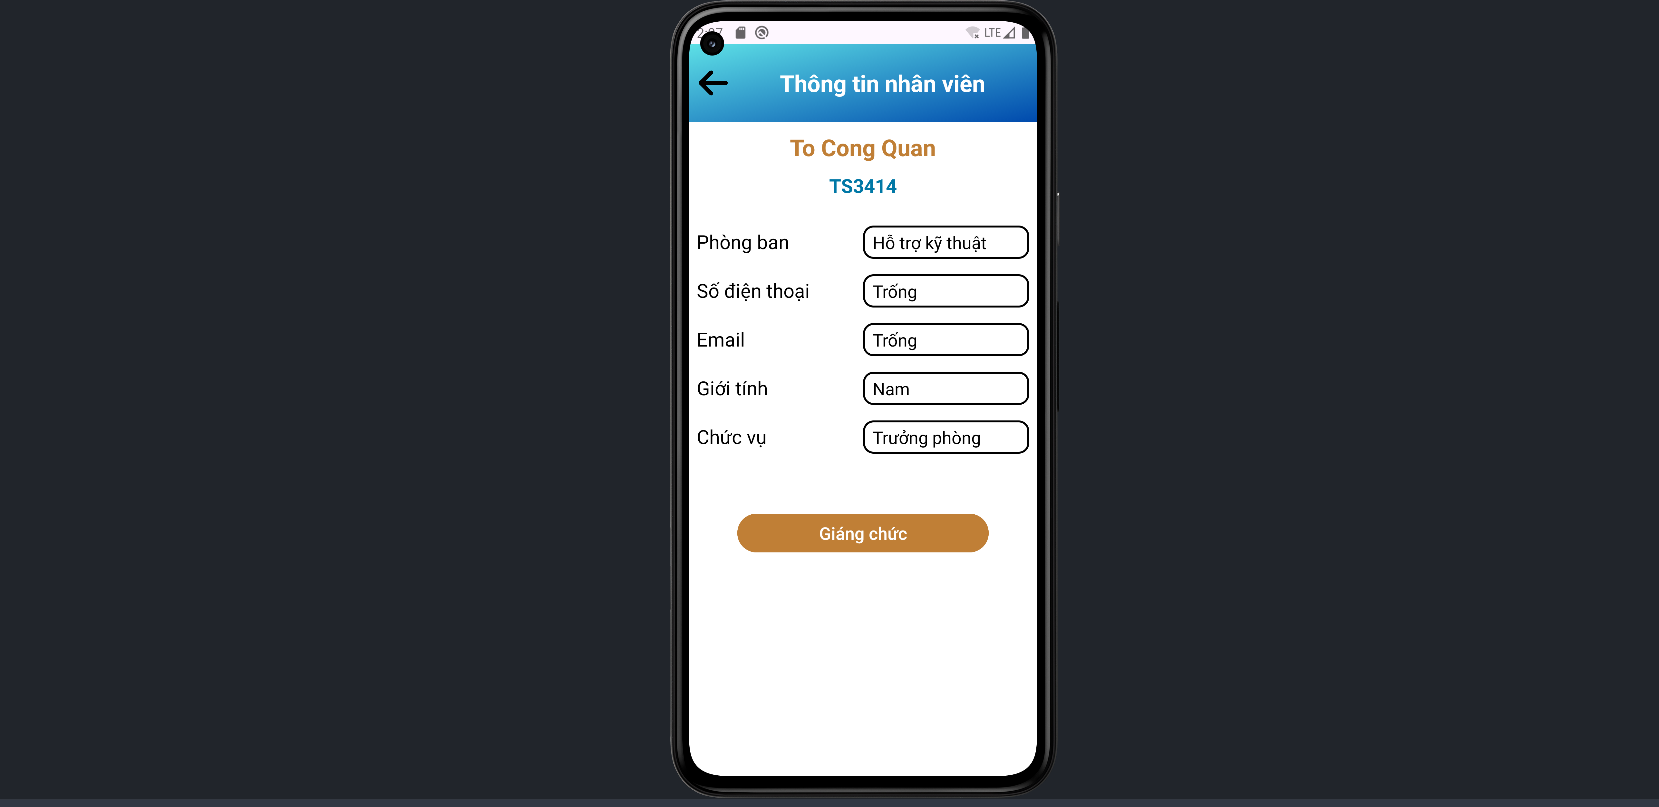 LTE
Thông tin nhân viên
To Cong Quan
TS3414
Phòng ban Hỗ trợ kỹ thuật
Số điện thoại Trống
Email Trống
Giới tính Nam
Chức vụ Trưởng phòng
Giáng chức